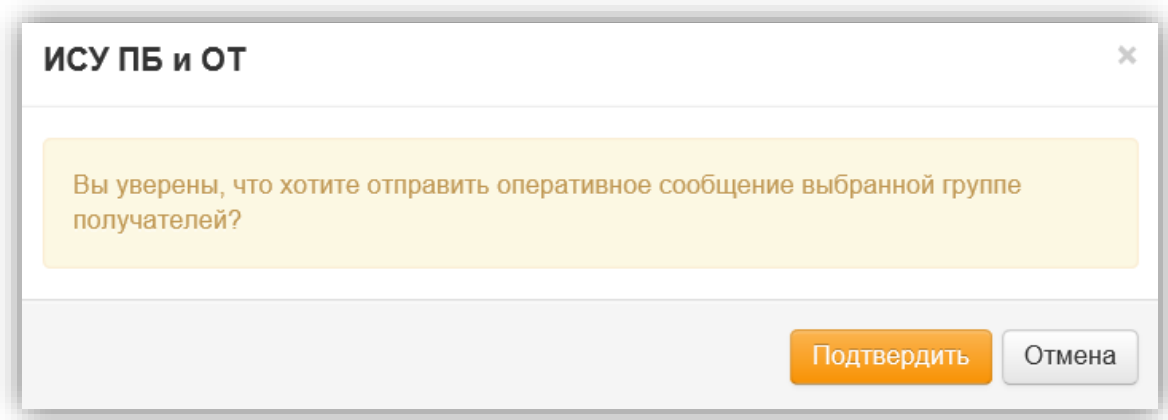 ИСУ ПБ и ОТ
×
Вы уверены, что хотите отправить оперативное сообщение выбранной группе
получателей?
Подтвердить Отмена